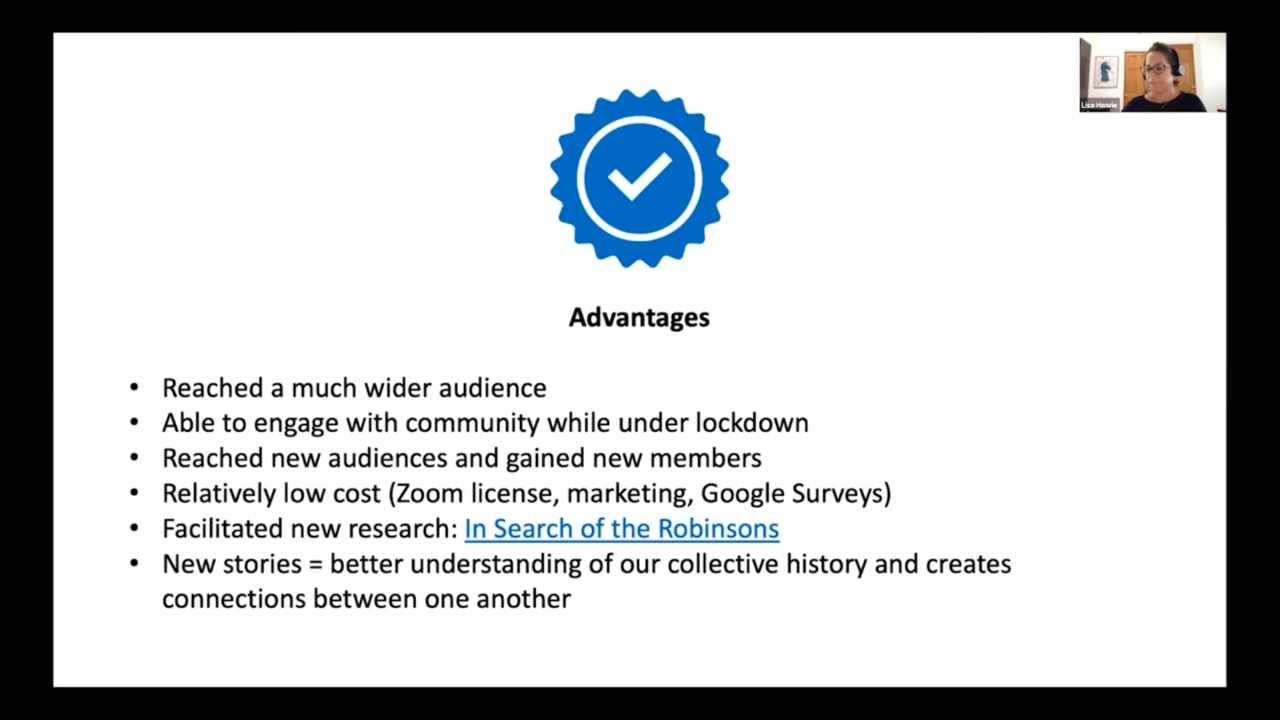 Lisa Howie
Advantages
• Reached a much wider audience
• Able to engage with community while under lockdown
• Reached new audiences and gained new members
• Relatively low cost (Zoom license, marketing, Google Surveys)
• Facilitated new research: In Search of the Robinsons
• New stories = better understanding of our collective history and creates
connections between one another